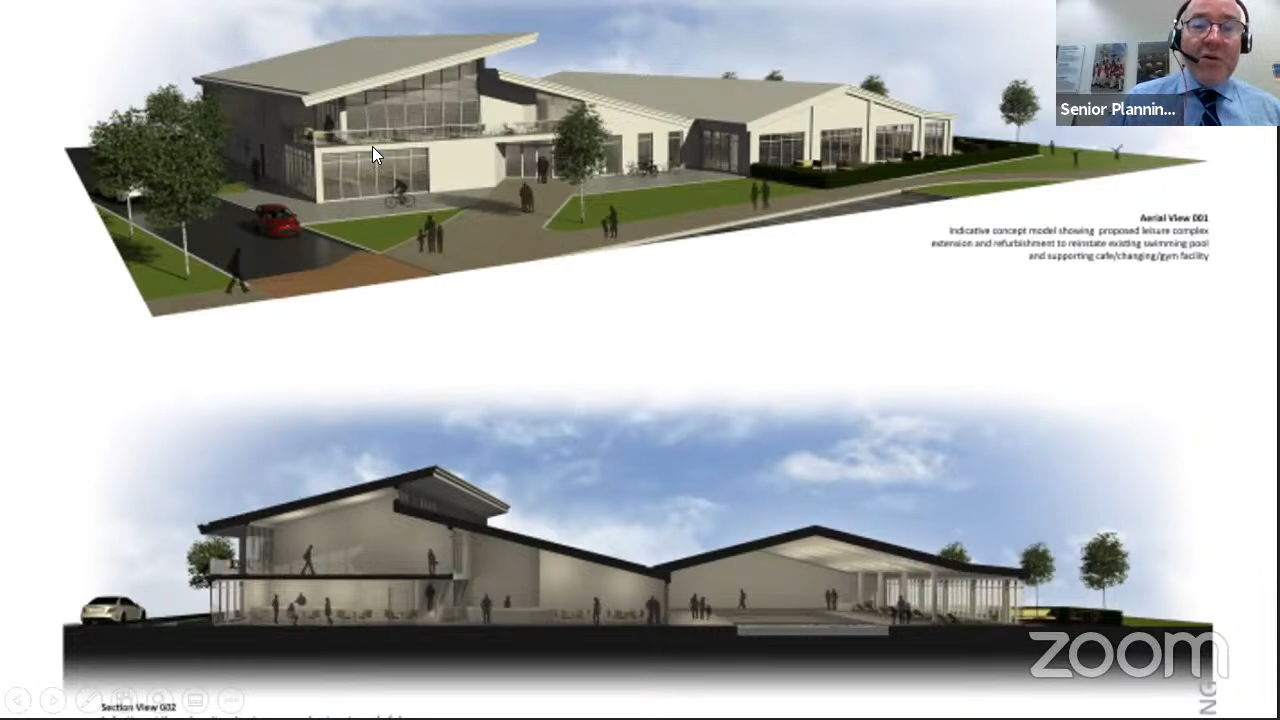 Senior Plannin...
Aerial View 001
Indicative concept model showing proposed leisure complex
extension and refurbishment to reinstate existing swimming pool
and supporting cafe/changing/gym facility
zoom
Section View 002